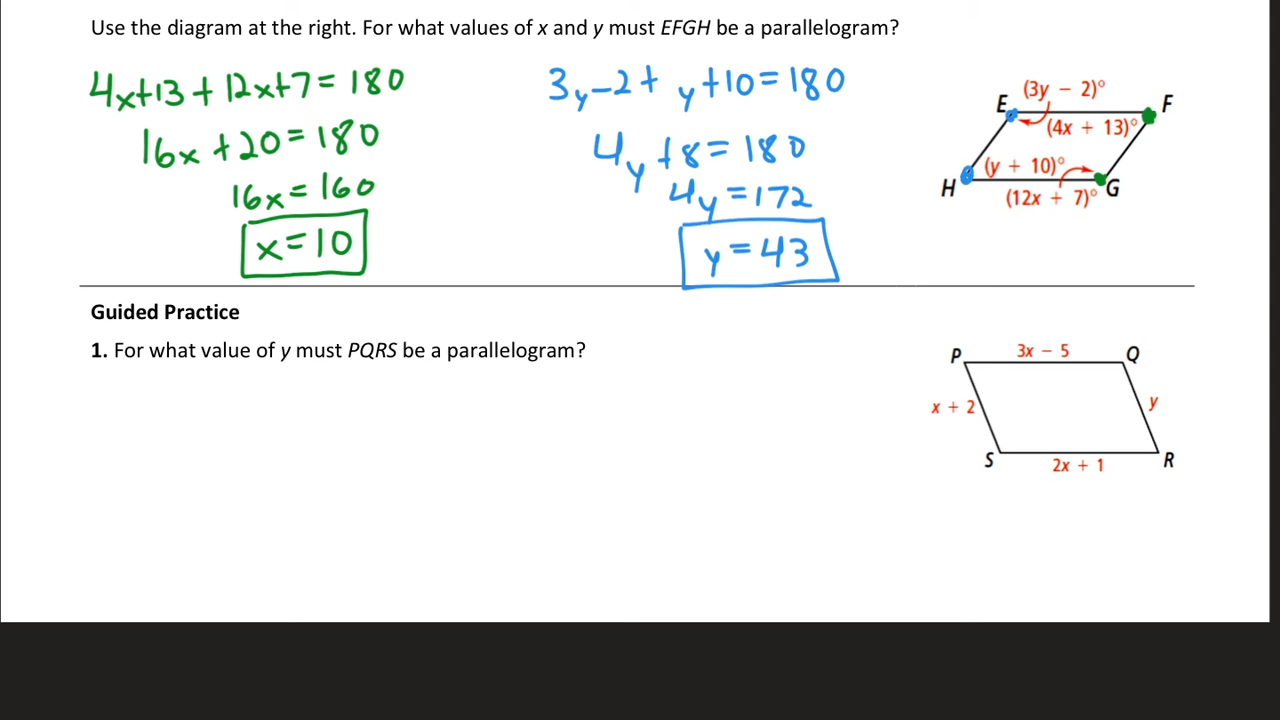 Use the diagram at the right. For what values of x and y must EFGH be a parallelogram?
4x+13 + 12x+7 = 180
16x + 20 = 180
16x = 160
x = 10
3y-2 + y+10 = 180
4y + 8 = 180
4y = 172
y = 43
(3y − 2)°
E
F
(4x + 13)°
(y + 10)°
H
G
(12x + 7)°
Guided Practice
1. For what value of y must PQRS be a parallelogram?
P
3x − 5
Q
x + 2
y
S
2x + 1
R